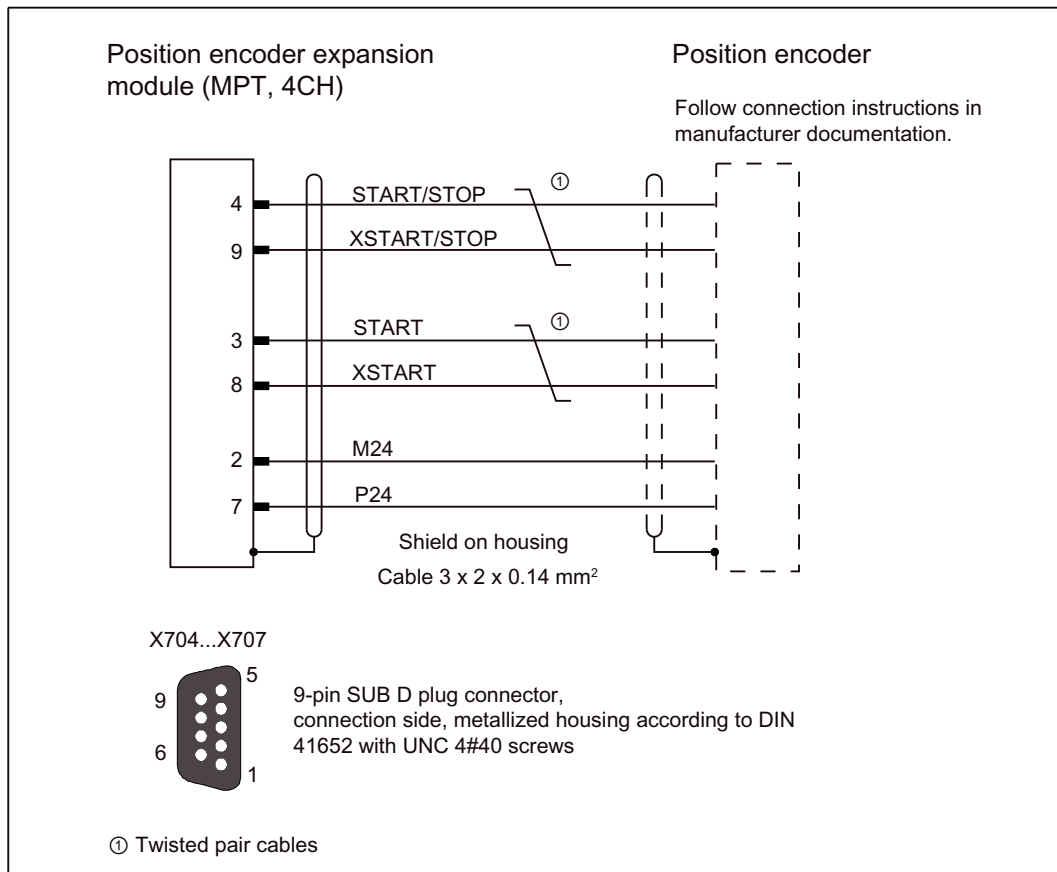 Position encoder expansion
module (MPT, 4CH)
Position encoder
Follow connection instructions in
manufacturer documentation.
①
4
START/STOP
9
XSTART/STOP
①
3
START
8
XSTART
2
M24
7
P24
Shield on housing
Cable 3 x 2 x 0.14 mm²
X704...X707
5
9
6
1
9-pin SUB D plug connector,
connection side, metallized housing according to DIN
41652 with UNC 4#40 screws
① Twisted pair cables